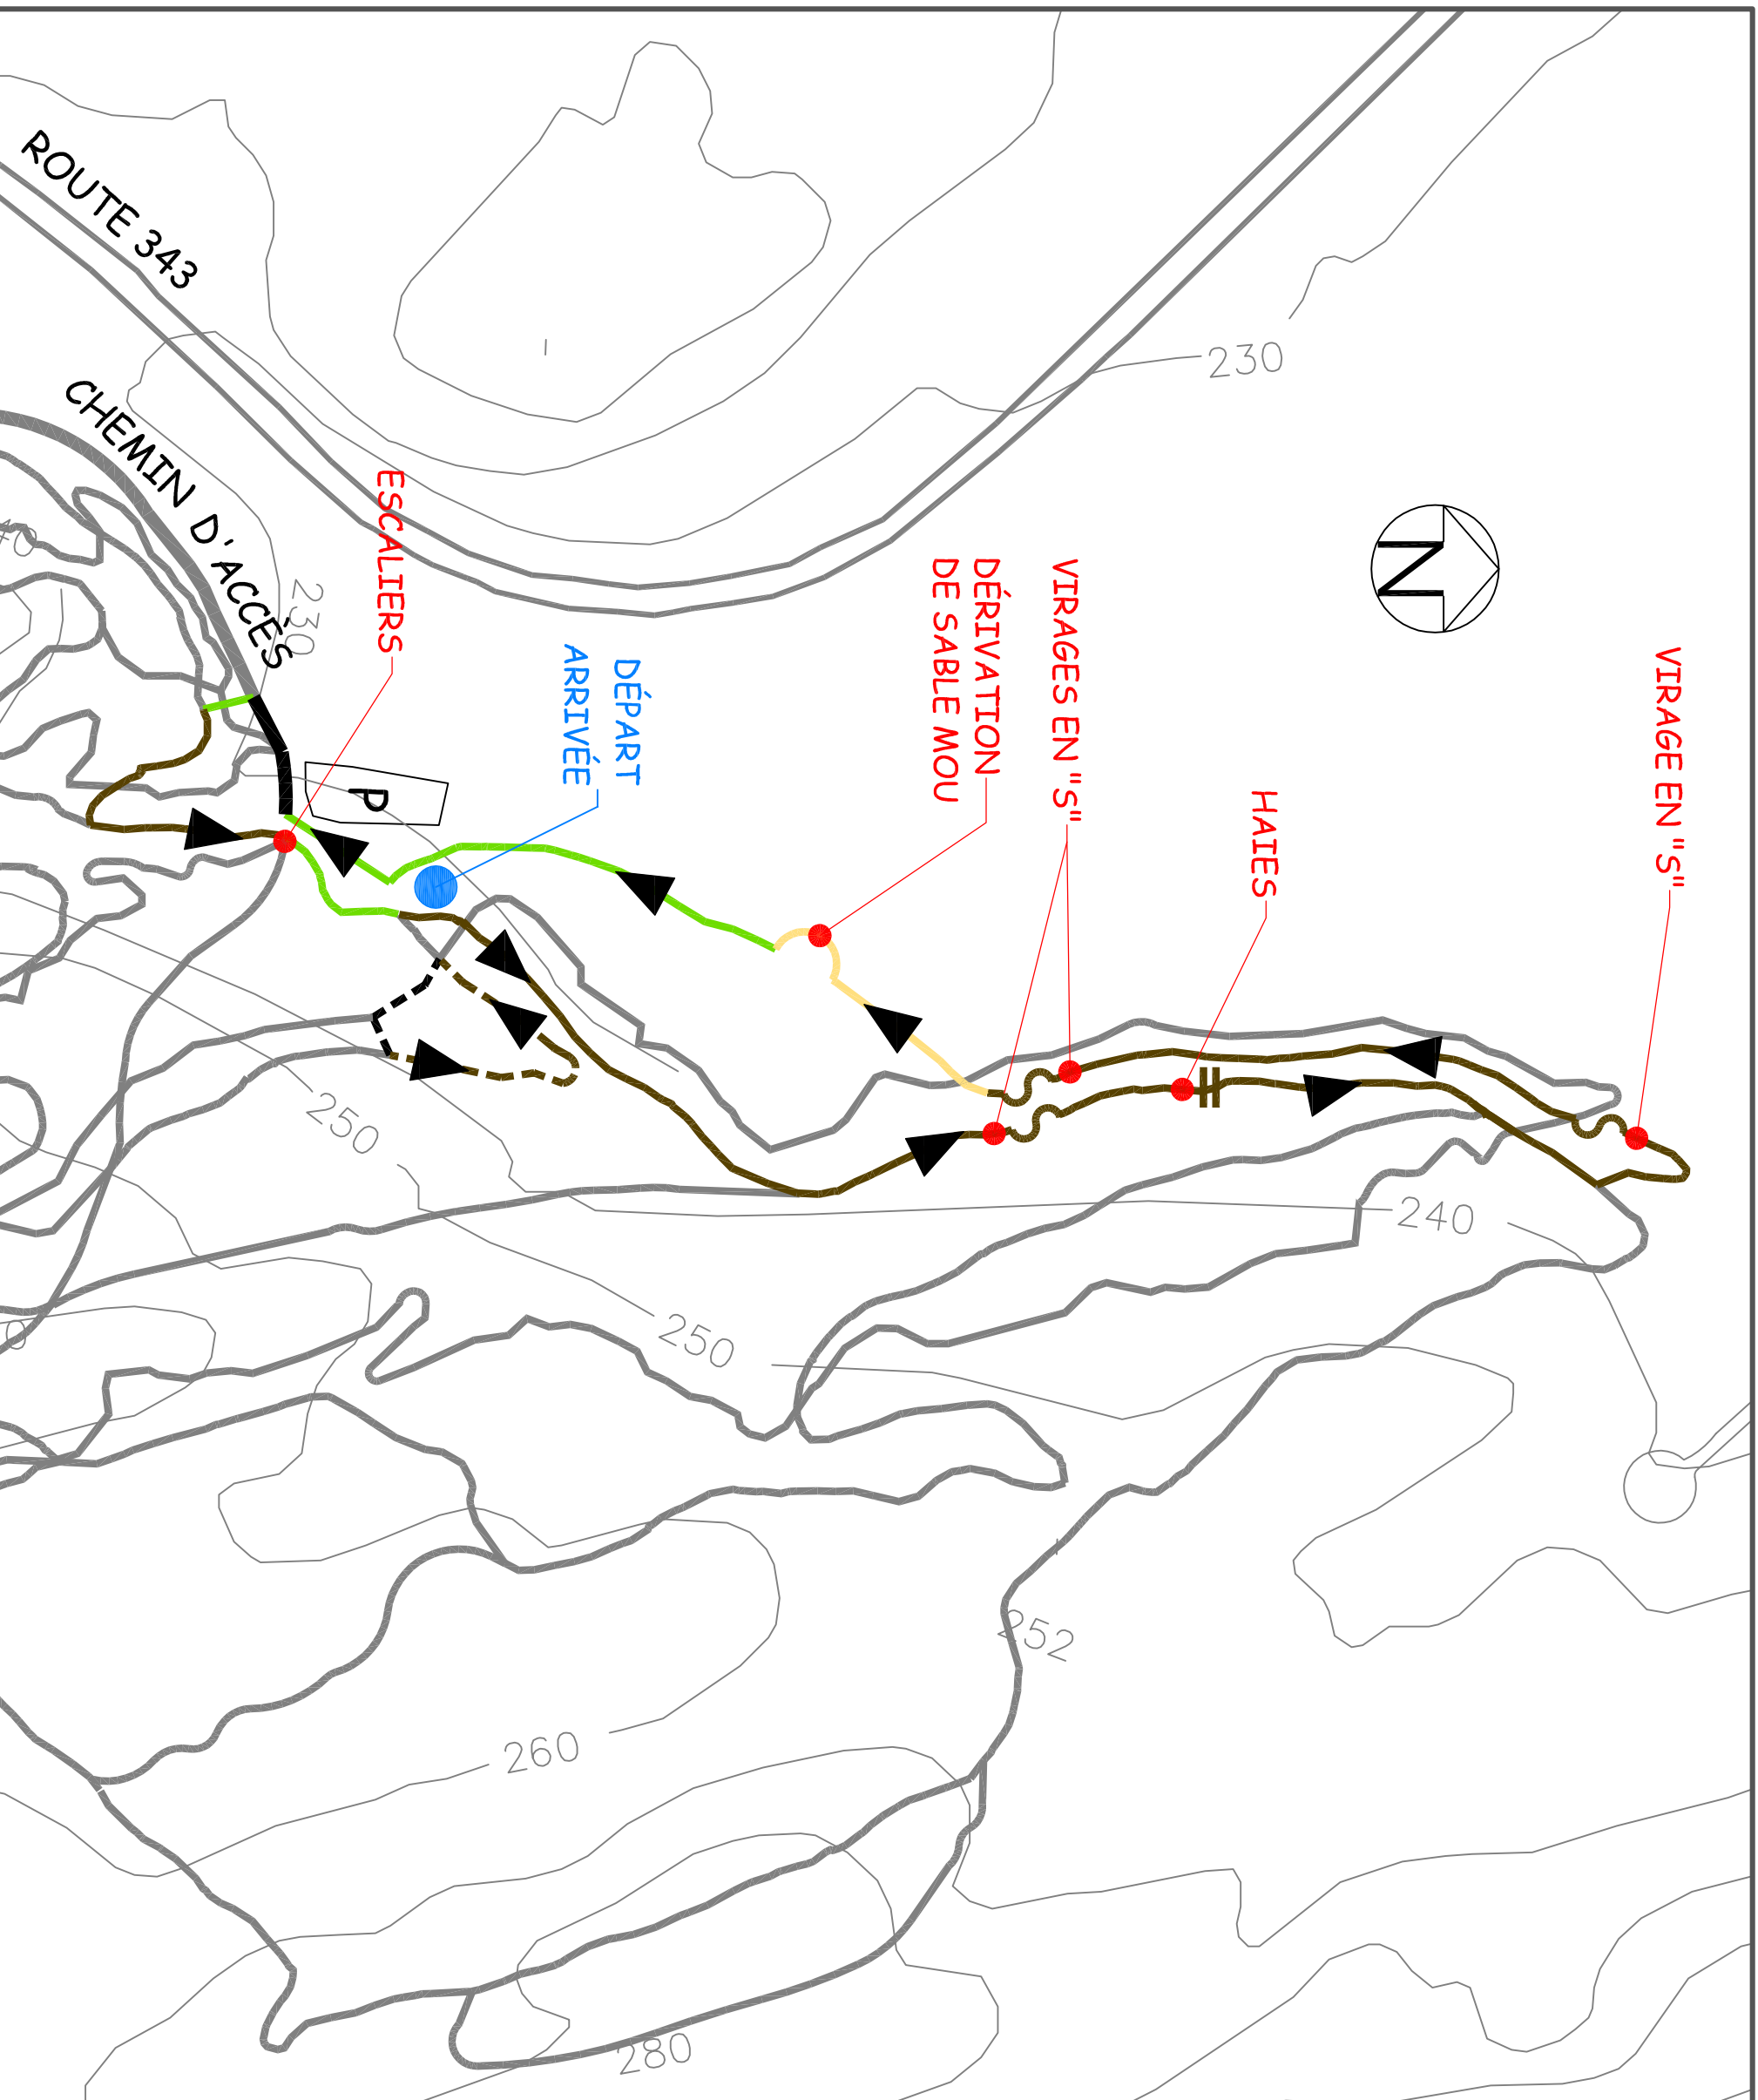 ROUTE 343
CHEMIN D'ACCÈS
ESCALIERS
DÉPART
ARRIVÉE
P
DÉRIVATION
DE SABLE MOU
VIRAGES EN "S"
HAIES
VIRAGE EN "S"
N
230
230
240
250
250
252
260
280